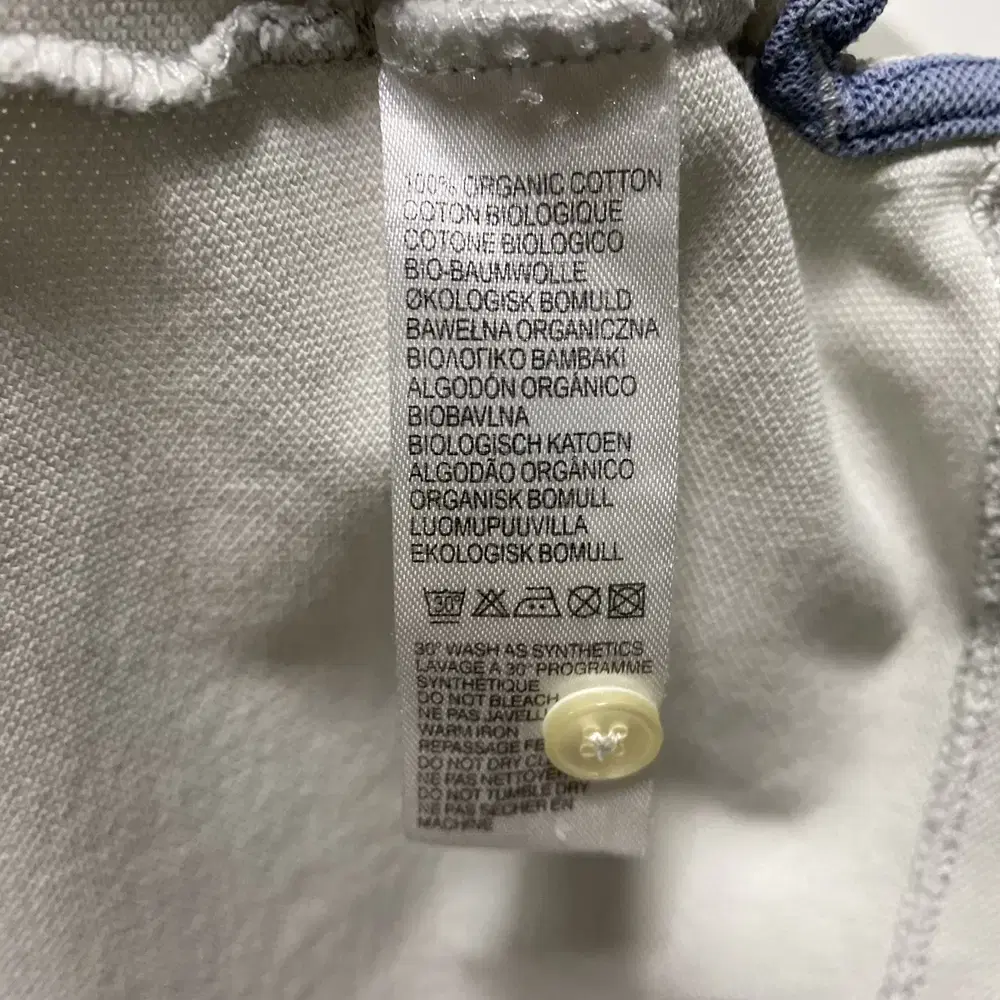 100% ORGANIC COTTON
COTON BIOLOGIQUE
COTONE BIOLOGICO
BIO-BAUMWOLLE
ØKOLOGISK BOMULD
BAWEŁNA ORGANICZNA
ΒΙΟΛΟΓΙΚΟ ΒΑΜΒΑΚΙ
ALGODÓN ORGÁNICO
BIOBAVLNA
BIOLOGISCH KATOEN
ALGODÃO ORGÂNICO
ORGANISK BOMULL
LUOMUPUUVILLA
EKOLOGISK BOMULL
30°
30° WASH AS SYNTHETICS
LAVAGE A 30° PROGRAMME
SYNTHETIQUE
DO NOT BLEACH
NE PAS
WARM IRON
REPASSAGE
DO NOT DRY
NE PAS
DO NOT TUMBLE DRY
NE PAS SECHER EN
MACHINE